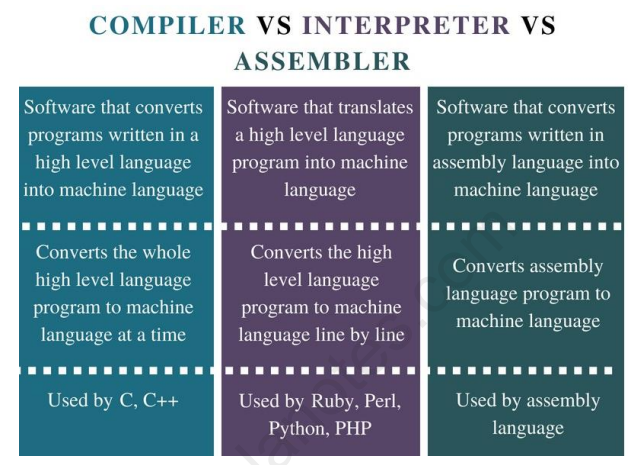 COMPILER VS INTERPRETER VS
ASSEMBLER
Software that converts
programs written in a
high level language
into machine language
Software that translates
a high level language
program into machine
language
Software that converts
programs written in
assembly language into
machine language
Converts the whole
high level language
program to machine
language at a time
Converts the high
level language
program to machine
language line by line
Converts assembly
language program to
machine language
Used by C, C++
Used by Ruby, Perl,
Python, PHP
Used by assembly
language